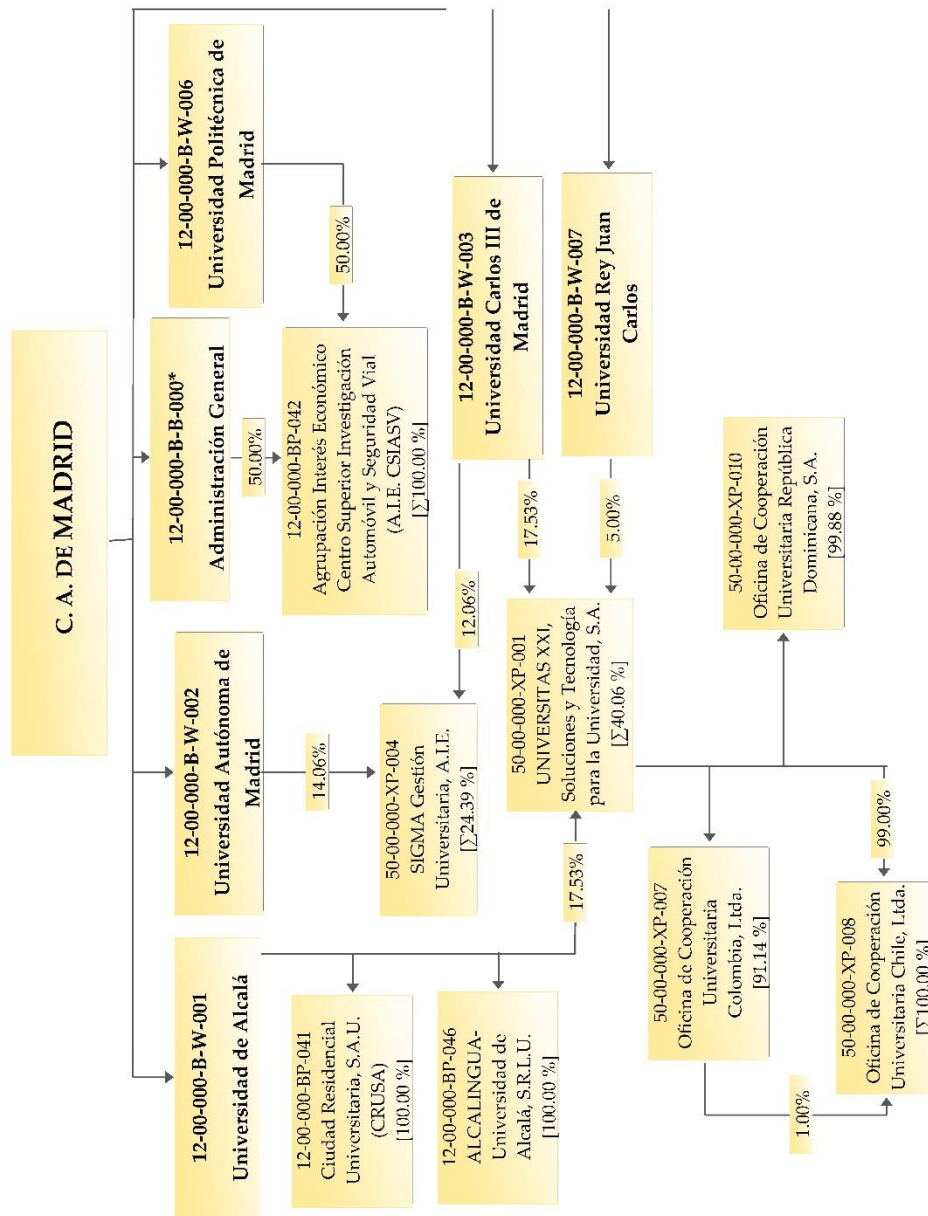 C. A. DE MADRID
12-00-000-B-W-001
Universidad de Alcalá
12-00-000-B-W-002
Universidad Autónoma de
Madrid
12-00-000-B-B-000*
Administración General
12-00-000-B-W-006
Universidad Politécnica de
Madrid
14.06%
50.00%
50.00%
12-00-000-BP-041
Ciudad Residencial
Universitaria, S.A.U.
(CRUSA)
[100.00 %]
12-00-000-BP-042
Agrupación Interés Económico
Centro Superior Investigación
Automóvil y Seguridad Vial
(A.I.E. CSIASV)
[∑100.00 %]
50-00-000-XP-004
SIGMA Gestión
Universitaria, A.I.E.
[∑24.39 %]
12.06%
12-00-000-B-W-003
Universidad Carlos III de
Madrid
12-00-000-BP-046
ALCALINGUA-
Universidad de
Alcalá, S.R.L.U.
[100.00 %]
17.53%
17.53%
50-00-000-XP-001
UNIVERSITAS XXI,
Soluciones y Tecnología
para la Universidad, S.A.
[∑40.06 %]
5.00%
12-00-000-B-W-007
Universidad Rey Juan
Carlos
50-00-000-XP-007
Oficina de Cooperación
Universitaria
Colombia, Ltda.
[91.14 %]
50-00-000-XP-010
Oficina de Cooperación
Universitaria República
Dominicana, S.A.
[99.88 %]
1.00%
99.00%
50-00-000-XP-008
Oficina de Cooperación
Universitaria Chile, Ltda.
[∑100.00 %]